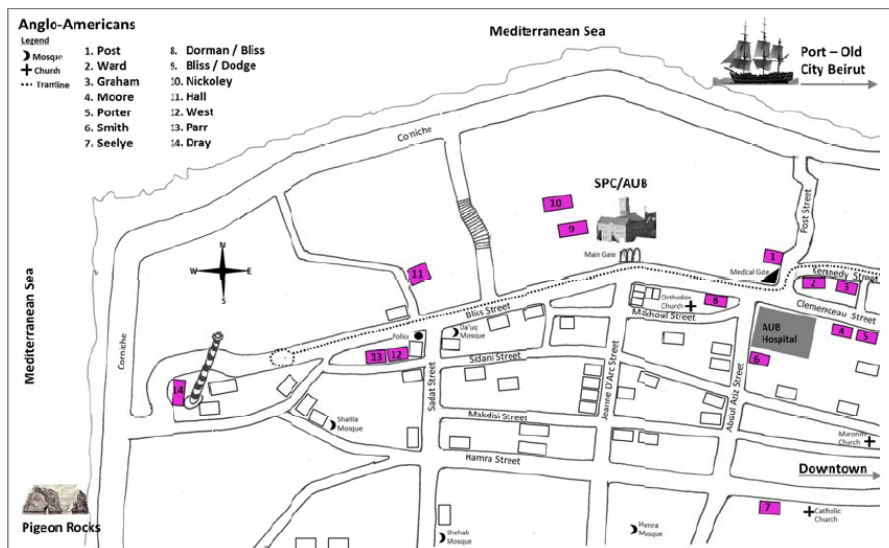 Anglo-Americans
Legend
Mosque
Church
Tramline
1. Post
2. Ward
3. Graham
4. Moore
5. Porter
6. Smith
7. Seelye
8. Dorman / Bliss
9. Bliss / Dodge
10. Nickoley
11. Hall
12. West
13. Parr
14. Dray
Mediterranean Sea
Port – Old
City Beirut
Corniche
SPC/AUB
10
9
Main Gate
Post Street
1
Medical Gate
Kennedy Street
2
3
Clemenceau Street
N
W
E
S
11
Mediterranean Sea
Corniche
Bliss Street
Orthodox
Church
8
Makhoul Street
AUB
Hospital
4
5
6
Police
Da'uq
Mosque
13
12
Sidani Street
Sadat Street
Jeanne D'Arc Street
Abdul Aziz Street
14
Shatila
Mosque
Makdisi Street
Hamra Street
Maronite
Church
Downtown
Pigeon Rocks
7
Catholic
Church
Shehab
Mosque
Hamra
Mosque